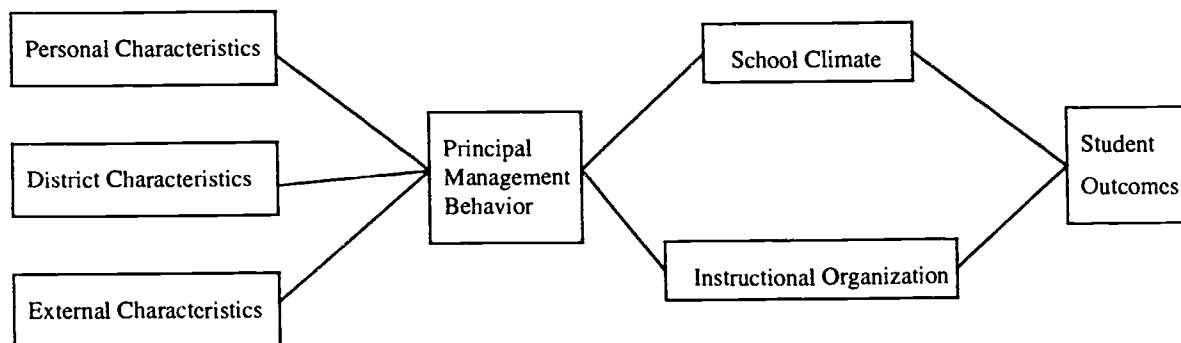 Personal Characteristics
District Characteristics
External Characteristics
Principal
Management
Behavior
School Climate
Instructional Organization
Student
Outcomes